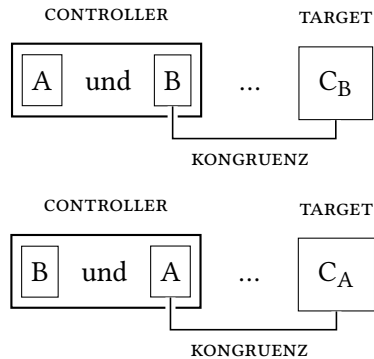 CONTROLLER TARGET
A und B ... C_B
KONGRUENZ
CONTROLLER TARGET
B und A ... C_A
KONGRUENZ